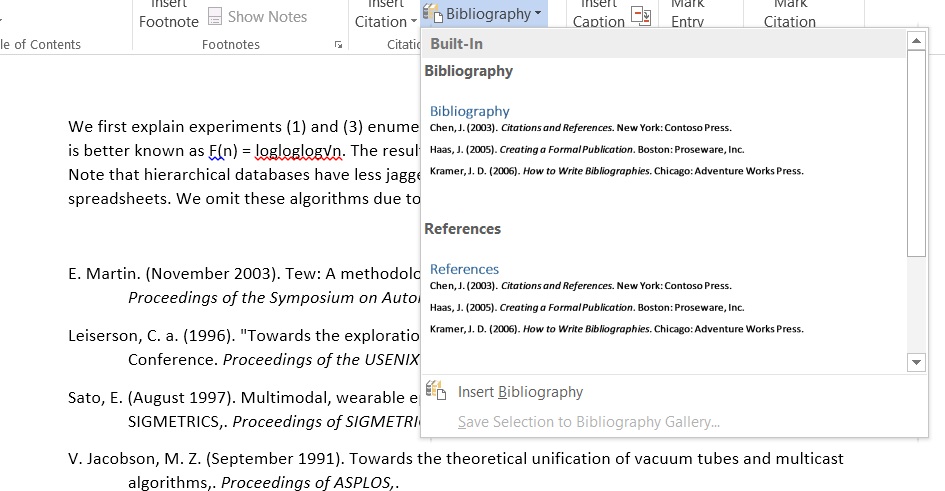 Insert
Footnote
Show Notes
le of Contents
Footnotes
Insert
Citation
Citatio
Bibliography
Insert
Caption
Mark
Entry
Mark
Citation
Built-In
Bibliography
Bibliography
Chen, J. (2003). Citations and References. New York: Contoso Press.
Haas, J. (2005). Creating a Formal Publication. Boston: Proseware, Inc.
Kramer, J. D. (2006). How to Write Bibliographies. Chicago: Adventure Works Press.
References
References
Chen, J. (2003). Citations and References. New York: Contoso Press.
Haas, J. (2005). Creating a Formal Publication. Boston: Proseware, Inc.
Kramer, J. D. (2006). How to Write Bibliographies. Chicago: Adventure Works Press.
Insert Bibliography
Save Selection to Bibliography Gallery...
We first explain experiments (1) and (3) enume
is better known as F(n) = logloglog√n. The resul
Note that hierarchical databases have less jagge
spreadsheets. We omit these algorithms due to
E. Martin. (November 2003). Tew: A methodolo
Proceedings of the Symposium on Auto
Leiserson, C. a. (1996). "Towards the exploratio
Conference. Proceedings of the USENIX
Sato, E. (August 1997). Multimodal, wearable e
SIGMETRICS,. Proceedings of SIGMETRI
V. Jacobson, M. Z. (September 1991). Towards the theoretical unification of vacuum tubes and multicast
algorithms,. Proceedings of ASPLOS,.